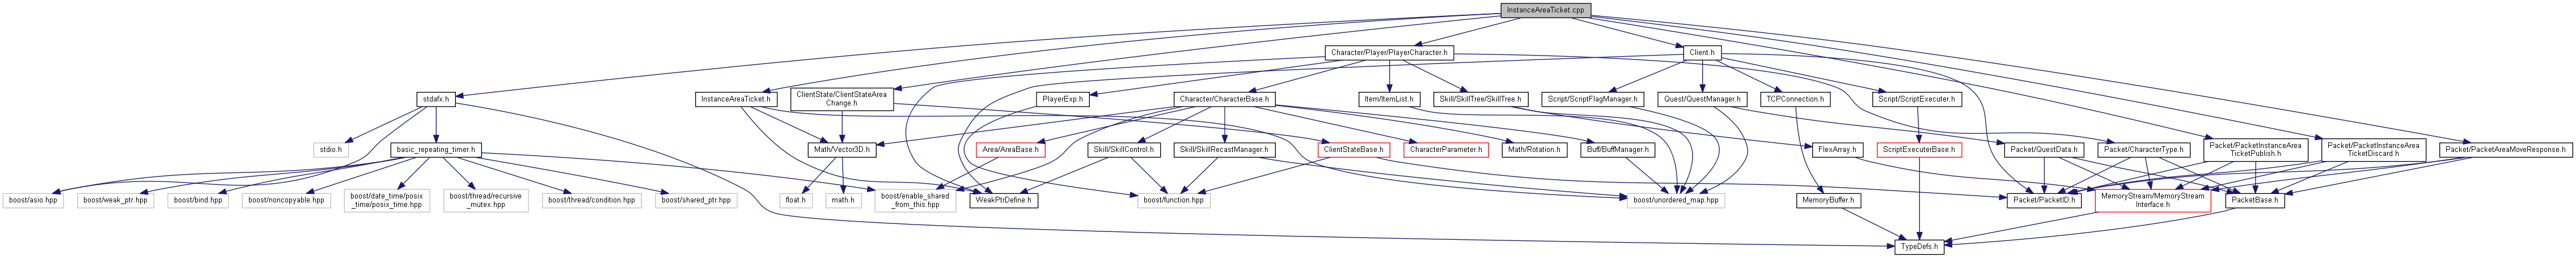 InstanceAreaTicket.cpp
Character/Player/PlayerCharacter.h
Client.h
stdafx.h
InstanceAreaTicket.h
ClientState/ClientStateArea
Change.h
PlayerExp.h
Character/CharacterBase.h
Item/ItemList.h
Skill/SkillTree/SkillTree.h
Script/ScriptFlagManager.h
Quest/QuestManager.h
TCPConnection.h
Script/ScriptExecuter.h
stdio.h
basic_repeating_timer.h
Math/Vector3D.h
Area/AreaBase.h
Skill/SkillControl.h
Skill/SkillRecastManager.h
ClientStateBase.h
CharacterParameter.h
Math/Rotation.h
Buff/BuffManager.h
FlexArray.h
ScriptExecuterBase.h
Packet/QuestData.h
Packet/CharacterType.h
Packet/PacketInstanceArea
TicketPublish.h
Packet/PacketInstanceArea
TicketDiscard.h
Packet/PacketAreaMoveResponse.h
boost/asio.hpp
boost/weak_ptr.hpp
boost/bind.hpp
boost/noncopyable.hpp
boost/date_time/posix
_time/posix_time.hpp
boost/thread/recursive
_mutex.hpp
boost/thread/condition.hpp
boost/shared_ptr.hpp
float.h
math.h
boost/enable_shared
_from_this.hpp
WeakPtrDefine.h
boost/function.hpp
boost/unordered_map.hpp
MemoryBuffer.h
Packet/PacketID.h
MemoryStream/MemoryStream
Interface.h
PacketBase.h
TypeDefs.h